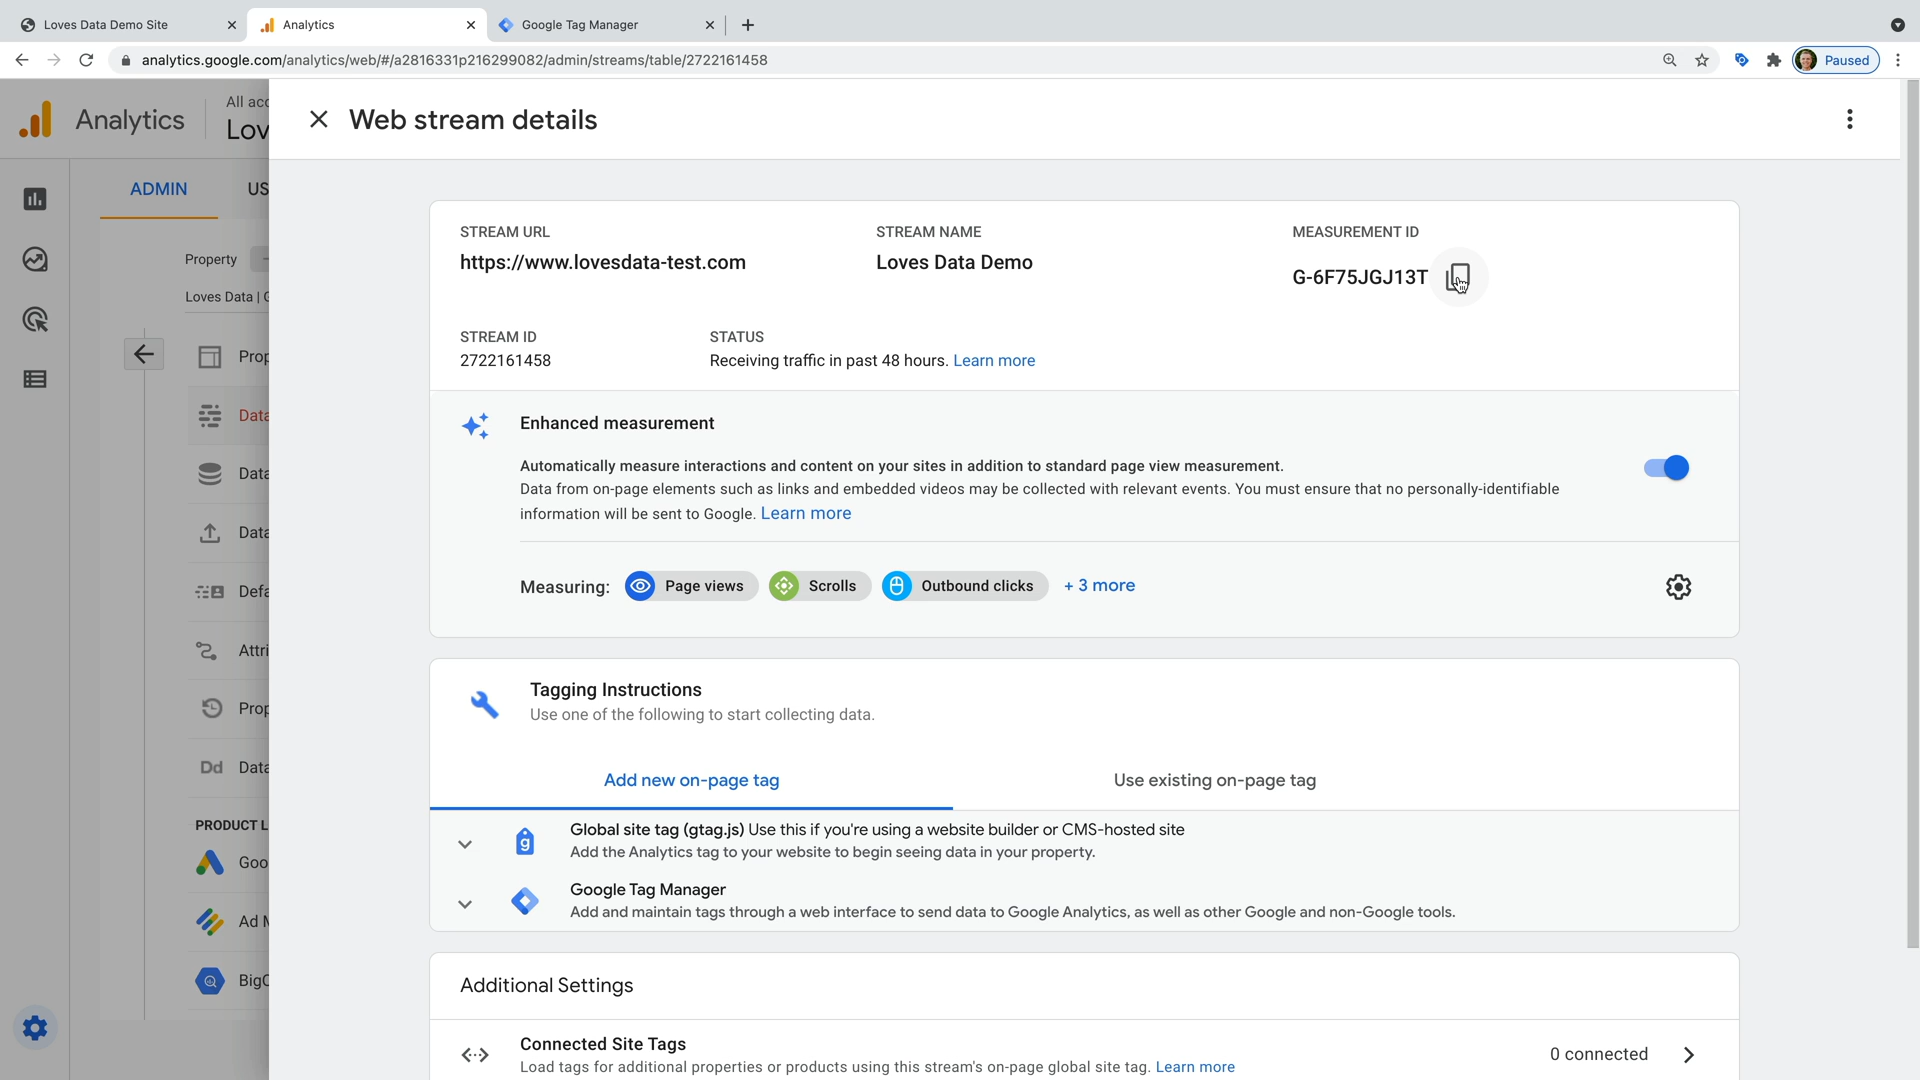 Loves Data Demo Site
Analytics
Google Tag Manager
analytics.google.com/analytics/web/#/a2816331p216299082/admin/streams/table/2722161458
Paused
Analytics
All acc
Lov
Web stream details
ADMIN
US
Property
Loves Data | G
Prop
Data
Data
Data
Defa
Attri
Prop
Dd Data
PRODUCT L
Goo
Ad M
BigQ
STREAM URL
https://www.lovesdata-test.com
STREAM NAME
Loves Data Demo
MEASUREMENT ID
G-6F75JGJ13T
STREAM ID
2722161458
STATUS
Receiving traffic in past 48 hours. Learn more
Enhanced measurement
Automatically measure interactions and content on your sites in addition to standard page view measurement.
Data from on-page elements such as links and embedded videos may be collected with relevant events. You must ensure that no personally-identifiable
information will be sent to Google. Learn more
Measuring: Page views Scrolls Outbound clicks + 3 more
Tagging Instructions
Use one of the following to start collecting data.
Add new on-page tag
Use existing on-page tag
Global site tag (gtag.js) Use this if you're using a website builder or CMS-hosted site
Add the Analytics tag to your website to begin seeing data in your property.
Google Tag Manager
Add and maintain tags through a web interface to send data to Google Analytics, as well as other Google and non-Google tools.
Additional Settings
Connected Site Tags
Load tags for additional properties or products using this stream's on-page global site tag. Learn more
0 connected